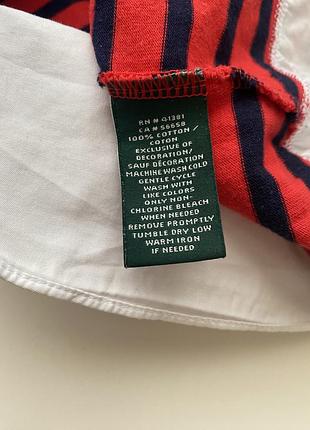 RN # 41381
CA # 56658
100% COTTON /
COTON
EXCLUSIVE OF
DECORATION/
SAUF DÉCORATION
MACHINE WASH COLD
GENTLE CYCLE
WASH WITH
LIKE COLORS
ONLY NON-
CHLORINE BLEACH
WHEN NEEDED
REMOVE PROMPTLY
TUMBLE DRY LOW
WARM IRON
IF NEEDED